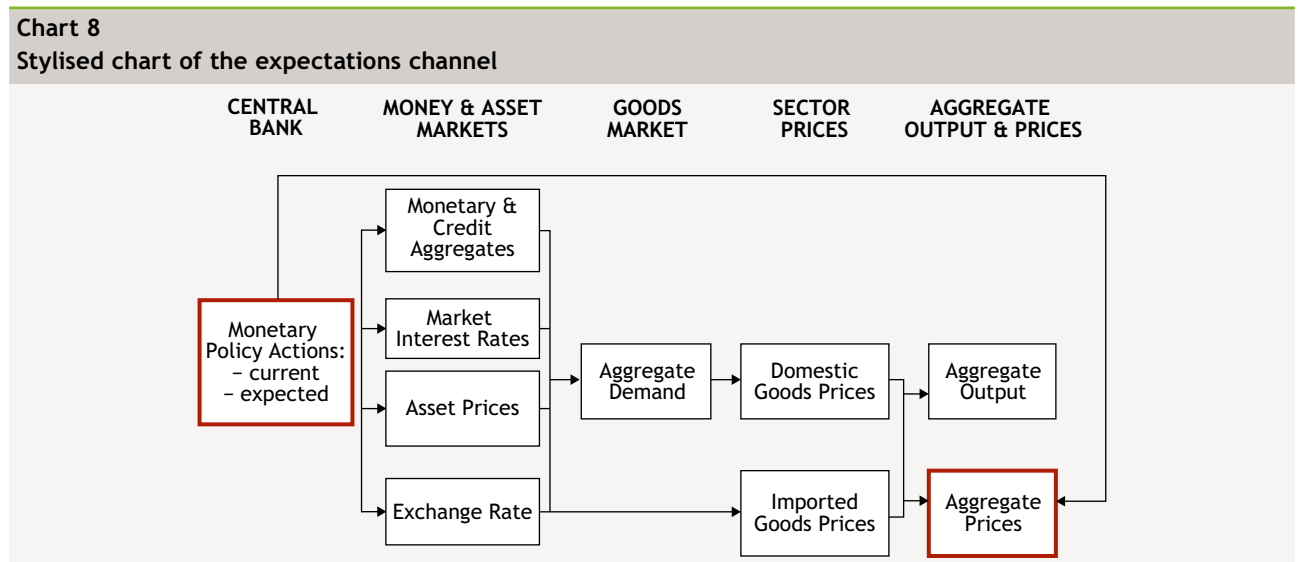 Chart 8
Stylised chart of the expectations channel
CENTRAL
BANK
MONEY & ASSET
MARKETS
GOODS
MARKET
SECTOR
PRICES
AGGREGATE
OUTPUT & PRICES
Monetary &
Credit
Aggregates
Monetary
Policy Actions:
– current
– expected
Market
Interest Rates
Asset Prices
Exchange Rate
Aggregate
Demand
Domestic
Goods Prices
Imported
Goods Prices
Aggregate
Output
Aggregate
Prices